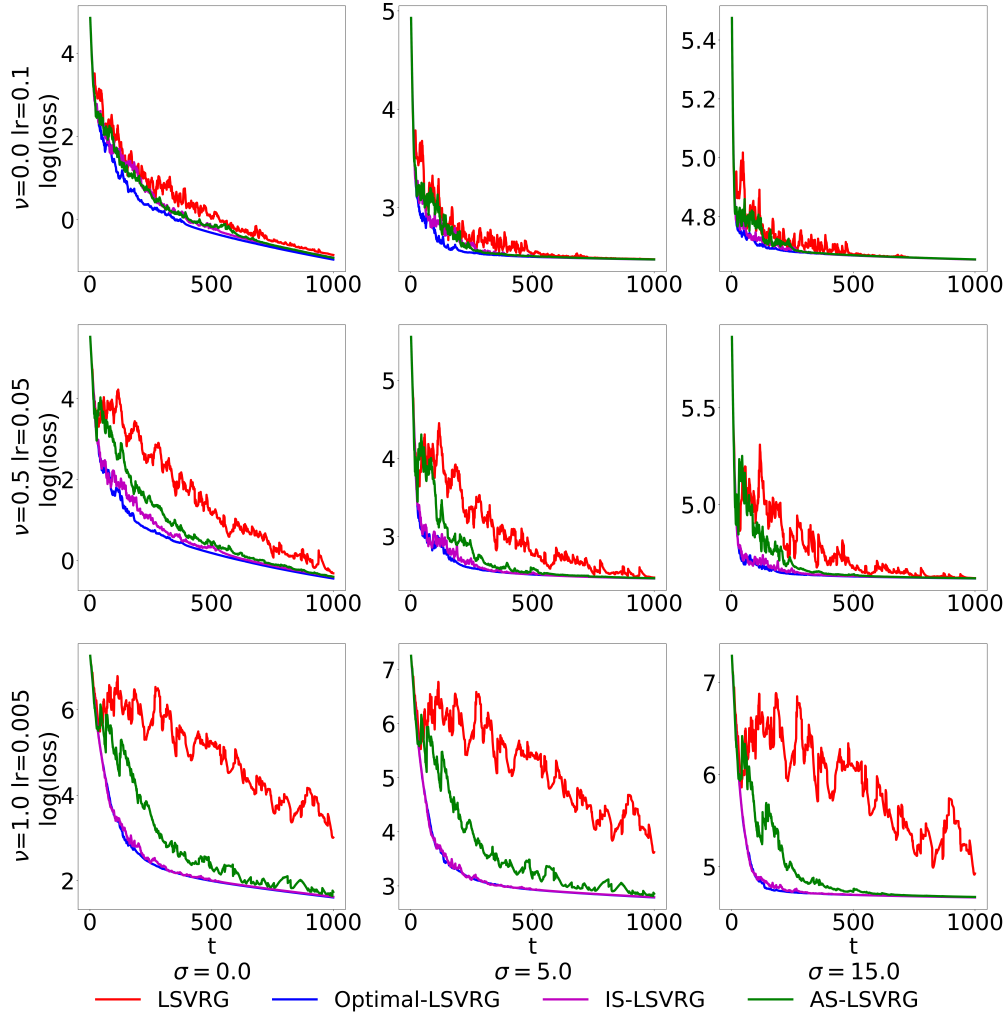 ν=0.0 lr=0.1
log(loss)
4
2
0
0 500 1000
5
4
3
0 500 1000
5.4
5.2
5.0
4.8
0 500 1000
ν=0.5 lr=0.05
log(loss)
4
2
0
0 500 1000
5
4
3
0 500 1000
5.5
5.0
0 500 1000
ν=1.0 lr=0.005
log(loss)
6
4
2
0 500 1000
t
σ = 0.0
7
6
5
4
3
0 500 1000
t
σ = 5.0
7
6
5
0 500 1000
t
σ = 15.0
LSVRG Optimal-LSVRG IS-LSVRG AS-LSVRG